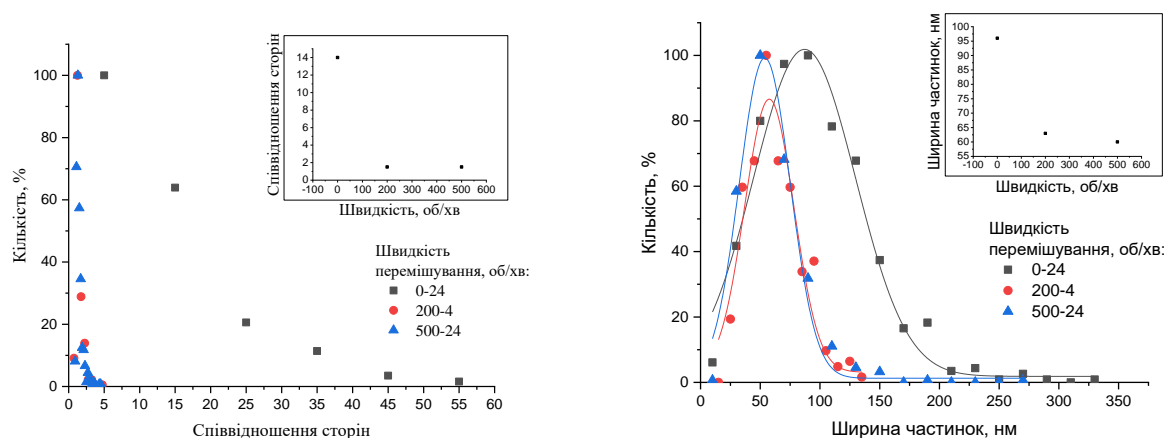 100
80
60
40
20
0
Кількість, %
0 5 10 15 20 25 30 35 40 45 50 55 60
Співвідношення сторін
Співвідношення сторін
14
12
10
8
6
4
2
0
-100 0 100 200 300 400 500 600
Швидкість, об/хв
Швидкість
перемішування, об/хв:
0-24
200-4
500-24
100
80
60
40
20
0
Кількість, %
0 50 100 150 200 250 300 350
Ширина частинок, нм
Ширина частинок, нм
100
95
90
85
80
75
70
65
60
55
-100 0 100 200 300 400 500 600
Швидкість, об/хв
Швидкість
перемішування, об/хв:
0-24
200-4
500-24